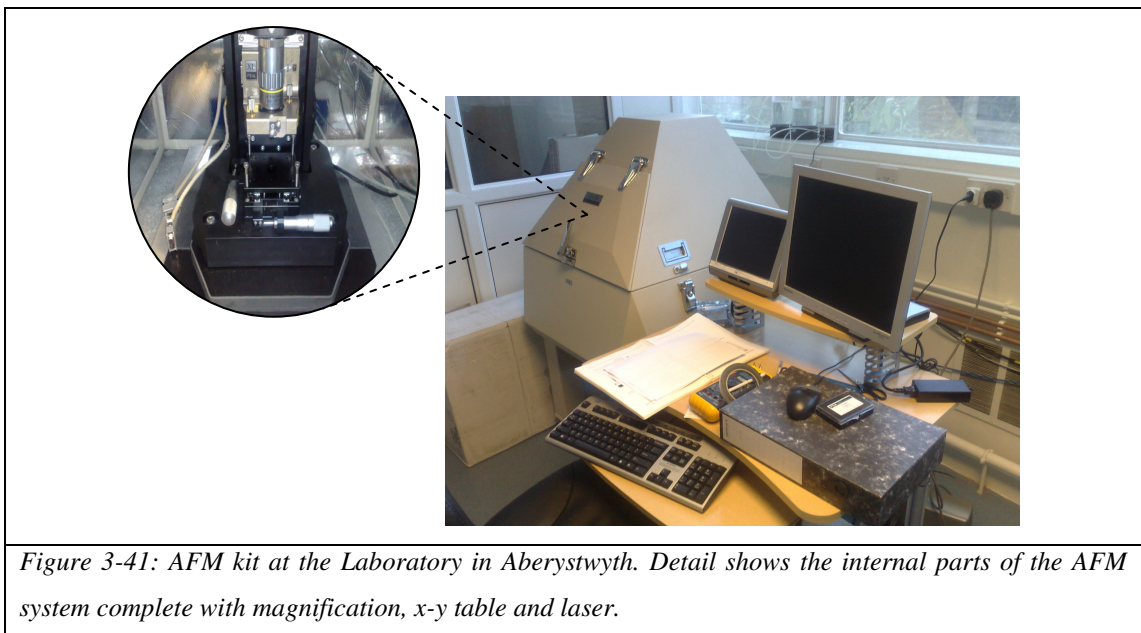 Figure 3-41: AFM kit at the Laboratory in Aberystwyth. Detail shows the internal parts of the AFM
system complete with magnification, x-y table and laser.